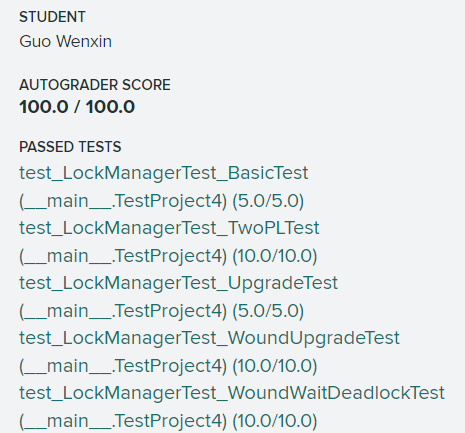 STUDENT
Guo Wenxin
AUTOGRADER SCORE
100.0 / 100.0
PASSED TESTS
test_LockManagerTest_BasicTest
(__main__.TestProject4) (5.0/5.0)
test_LockManagerTest_TwoPLTest
(__main__.TestProject4) (10.0/10.0)
test_LockManagerTest_UpgradeTest
(__main__.TestProject4) (5.0/5.0)
test_LockManagerTest_WoundUpgradeTest
(__main__.TestProject4) (10.0/10.0)
test_LockManagerTest_WoundWaitDeadlockTest
(__main__.TestProject4) (10.0/10.0)